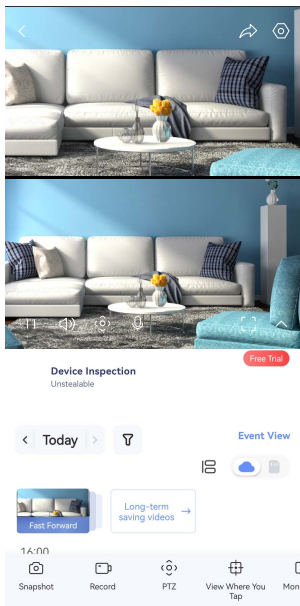 Free Trial
Device Inspection
Unstealable
Today
Event View
Fast Forward
Long-term
saving videos
16:00
Snapshot
Record
PTZ
View Where You
Tap
Mon